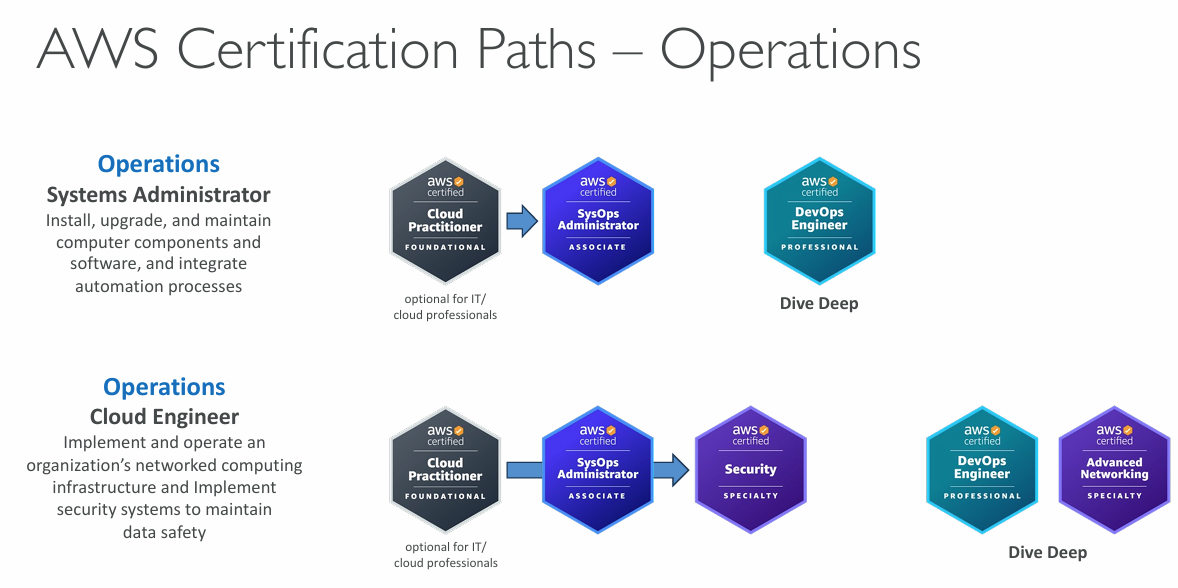 AWS Certification Paths – Operations
Operations
Systems Administrator
Install, upgrade, and maintain
computer components and
software, and integrate
automation processes
aws
certified
Cloud
Practitioner
FOUNDATIONAL
optional for IT/
cloud professionals
aws
certified
SysOps
Administrator
ASSOCIATE
aws
certified
DevOps
Engineer
PROFESSIONAL
Dive Deep
Operations
Cloud Engineer
Implement and operate an
organization’s networked computing
infrastructure and Implement
security systems to maintain
data safety
aws
certified
Cloud
Practitioner
FOUNDATIONAL
optional for IT/
cloud professionals
aws
certified
SysOps
Administrator
ASSOCIATE
aws
certified
Security
SPECIALTY
aws
certified
DevOps
Engineer
PROFESSIONAL
aws
certified
Advanced
Networking
SPECIALTY
Dive Deep